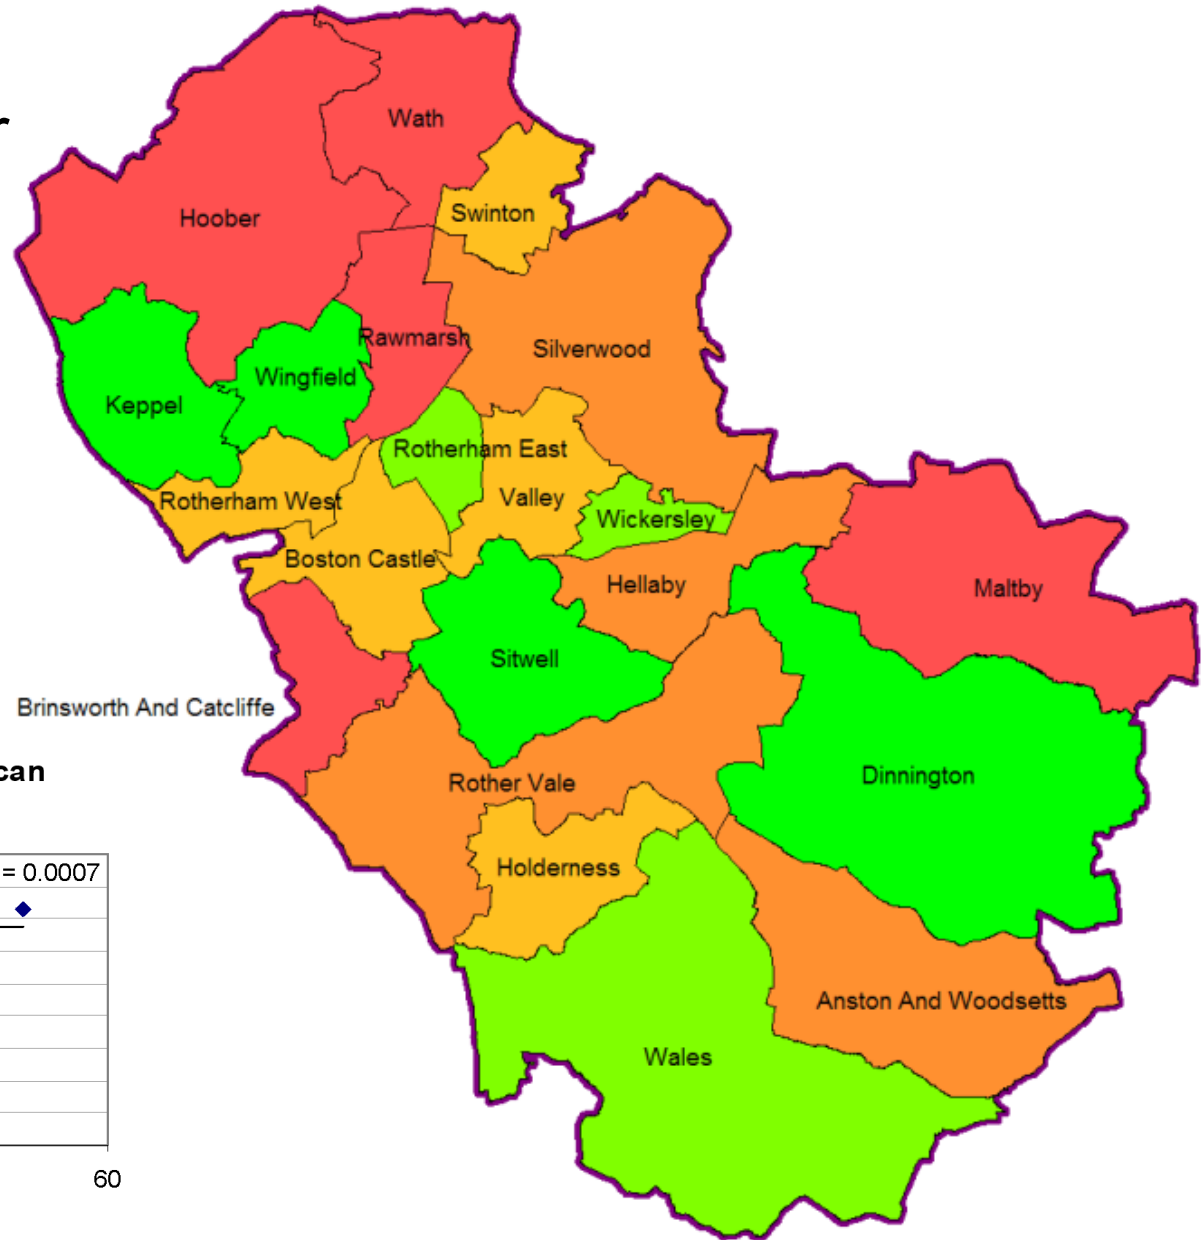 r
Wath
Swinton
Hoober
Rawmarsh
Silverwood
Wingfield
Keppel
Rotherham East
Rotherham West
Valley
Wickersley
Boston Castle
Hellaby
Maltby
Sitwell
Brinsworth And Catcliffe
can
Rother Vale
Dinnington
= 0.0007
Holderness
Anston And Woodsetts
Wales
60